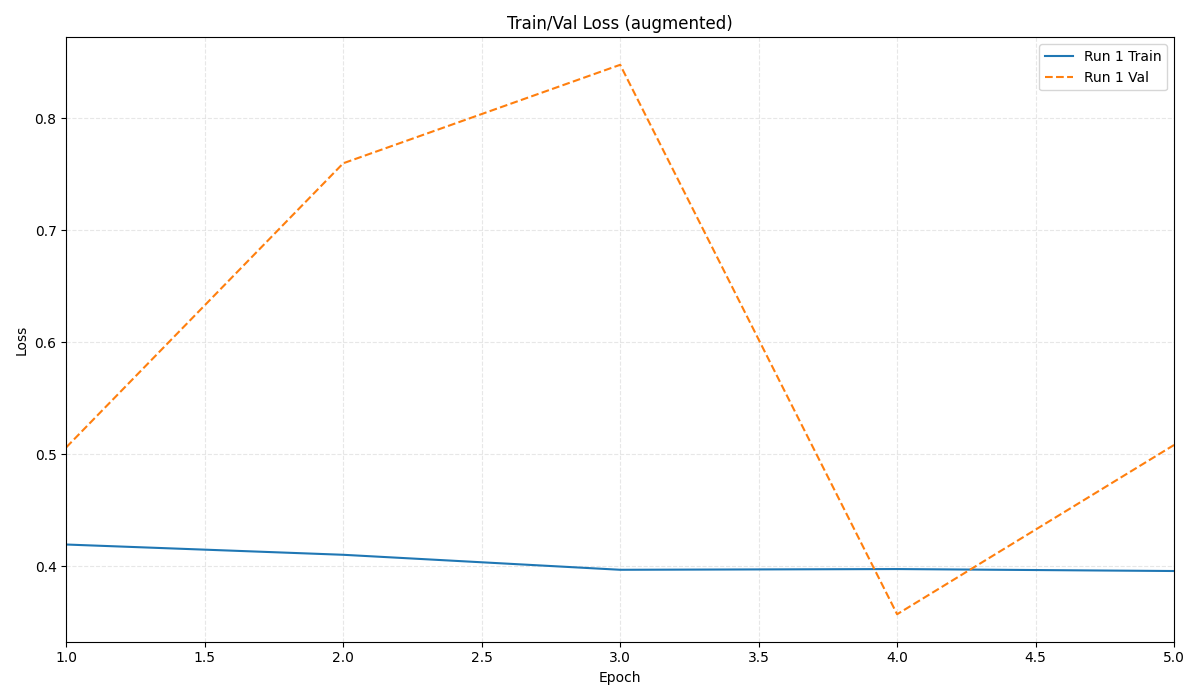 Train/Val Loss (augmented)
Run 1 Train
Run 1 Val
Loss
0.8
0.7
0.6
0.5
0.4
1.0 1.5 2.0 2.5 3.0 3.5 4.0 4.5 5.0
Epoch